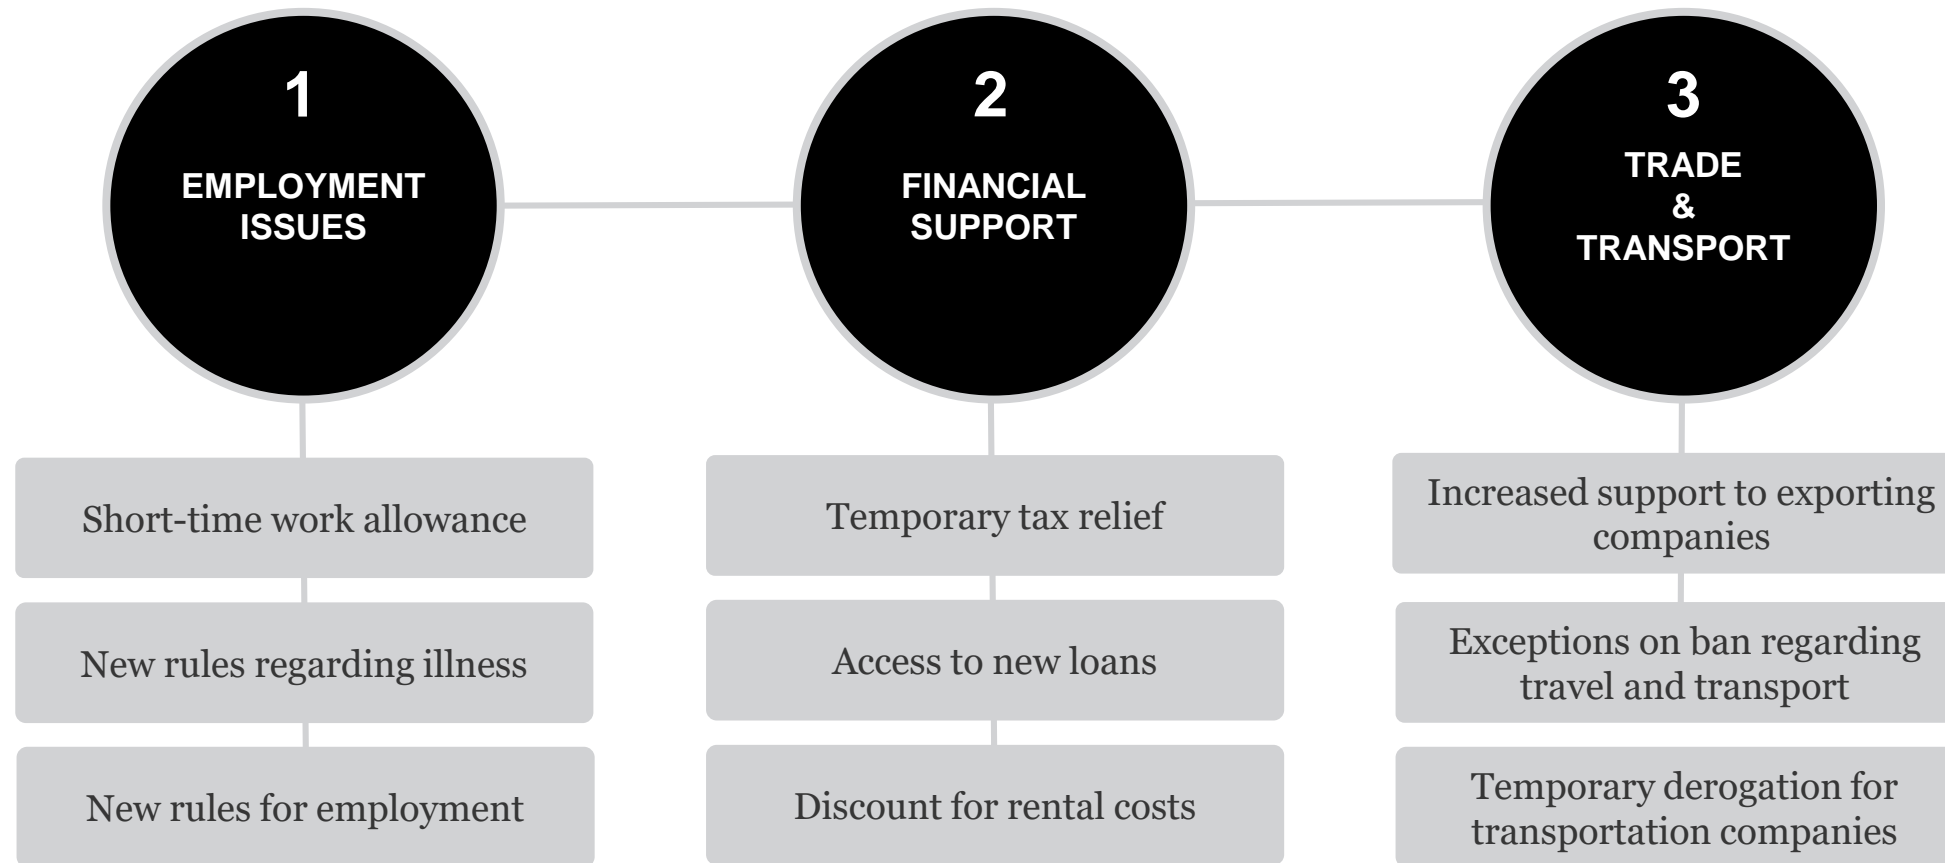 1
EMPLOYMENT
ISSUES
Short-time work allowance
New rules regarding illness
New rules for employment
2
FINANCIAL
SUPPORT
Temporary tax relief
Access to new loans
Discount for rental costs
3
TRADE
&
TRANSPORT
Increased support to exporting
companies
Exceptions on ban regarding
travel and transport
Temporary derogation for
transportation companies